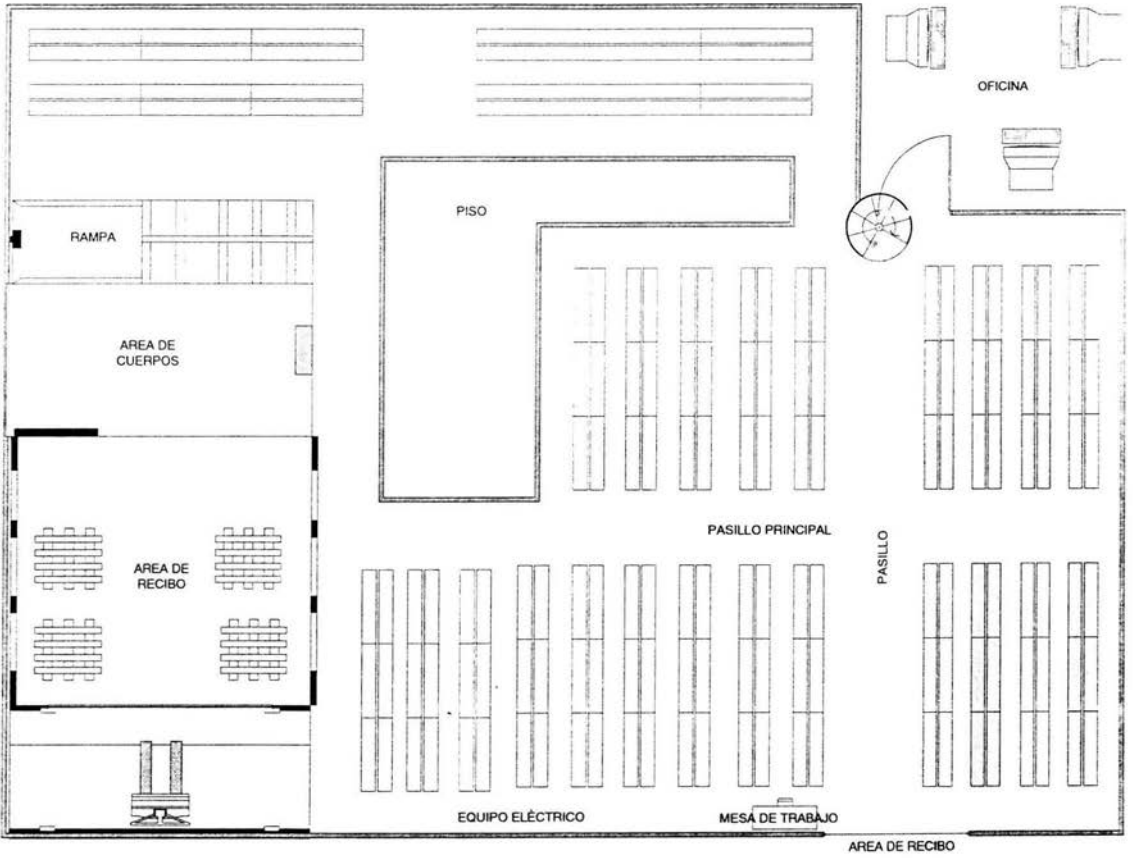 OFICINA
PISO
RAMPA
AREA DE
CUERPOS
PASILLO PRINCIPAL
PASILLO
AREA DE
RECIBO
EQUIPO ELÈCTRICO
MESA DE TRABAJO
AREA DE RECIBO